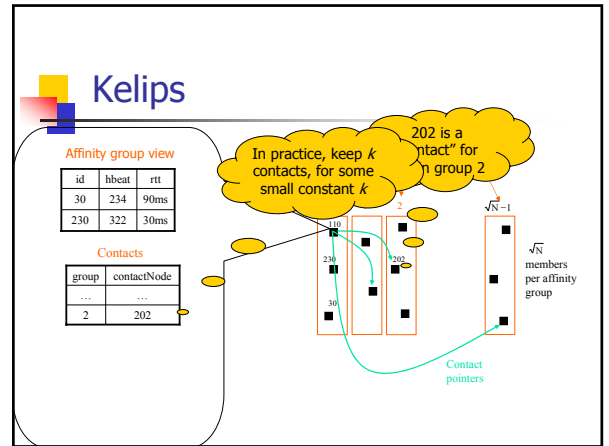 Kelips
Affinity group view
id hbeat rtt
30 234 90ms
230 322 30ms
Contacts
group contactNode
… …
2 202
In practice, keep k
contacts, for some
small constant k
202 is a
ontact” for
group 2
2
√N −1
110
230
202
30
√N
members
per affinity
group
Contact
pointers